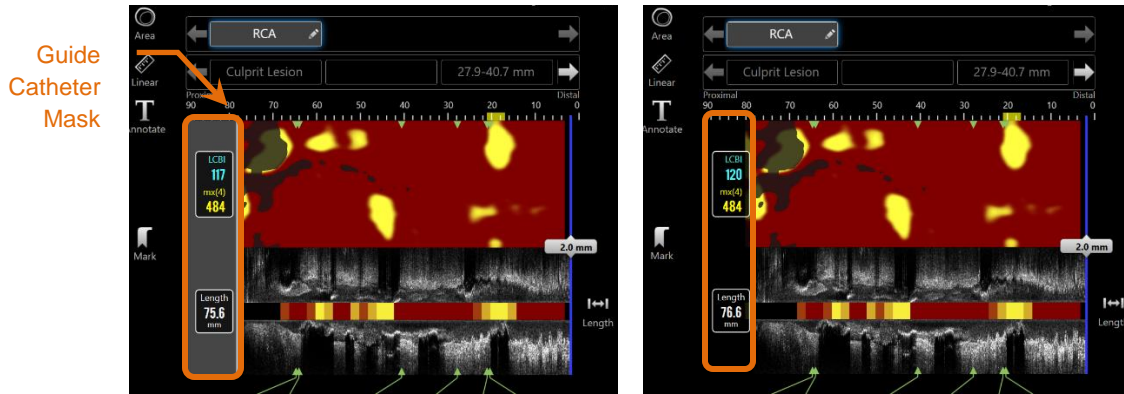 Guide
Catheter
Mask
Area
RCA
Linear
Culprit Lesion
27.9-40.7 mm
Proximal
Distal
90 80 70 60 50 40 30 20 10 0
Annotate
LCBI
117
mx(4)
484
Mark
2.0 mm
Length
75.6
mm
Length
Area
RCA
Linear
Culprit Lesion
27.9-40.7 mm
Proximal
Distal
90 80 70 60 50 40 30 20 10 0
Annotate
LCBI
120
mx(4)
484
Mark
2.0 mm
Length
76.6
mm
Length